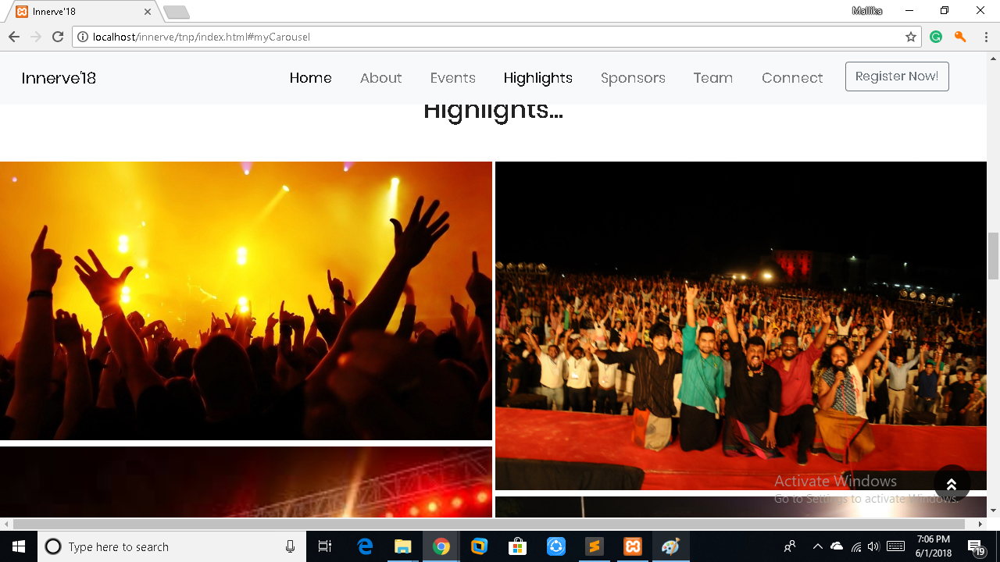 Innerve'18
Mallika
localhost/innerve/tnp/index.html#myCarousel
Innerve'18 Home About Events Highlights Sponsors Team Connect Register Now!
Highlights...
Activate Windows
Go to Settings to activate Windows.
Type here to search
7:06 PM
6/1/2018
19